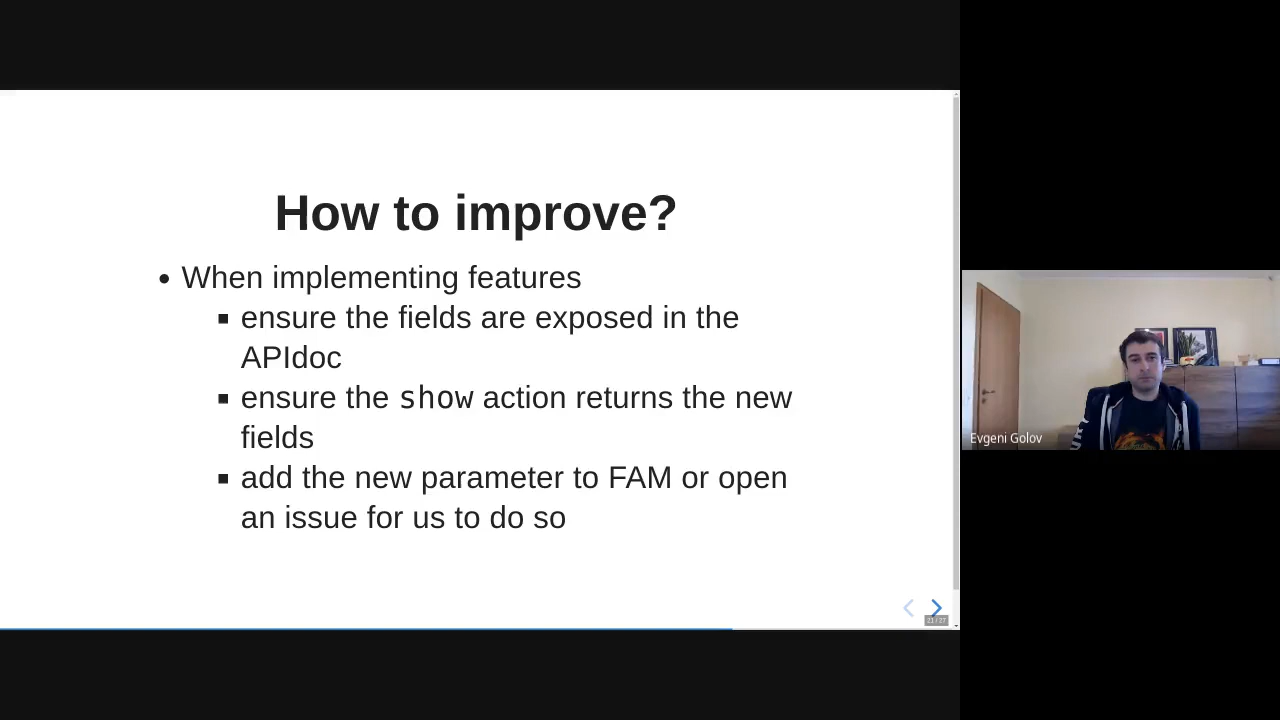 How to improve?
When implementing features
ensure the fields are exposed in the
APIdoc
ensure the show action returns the new
fields
add the new parameter to FAM or open
an issue for us to do so
21 / 27
Evgeni Golov